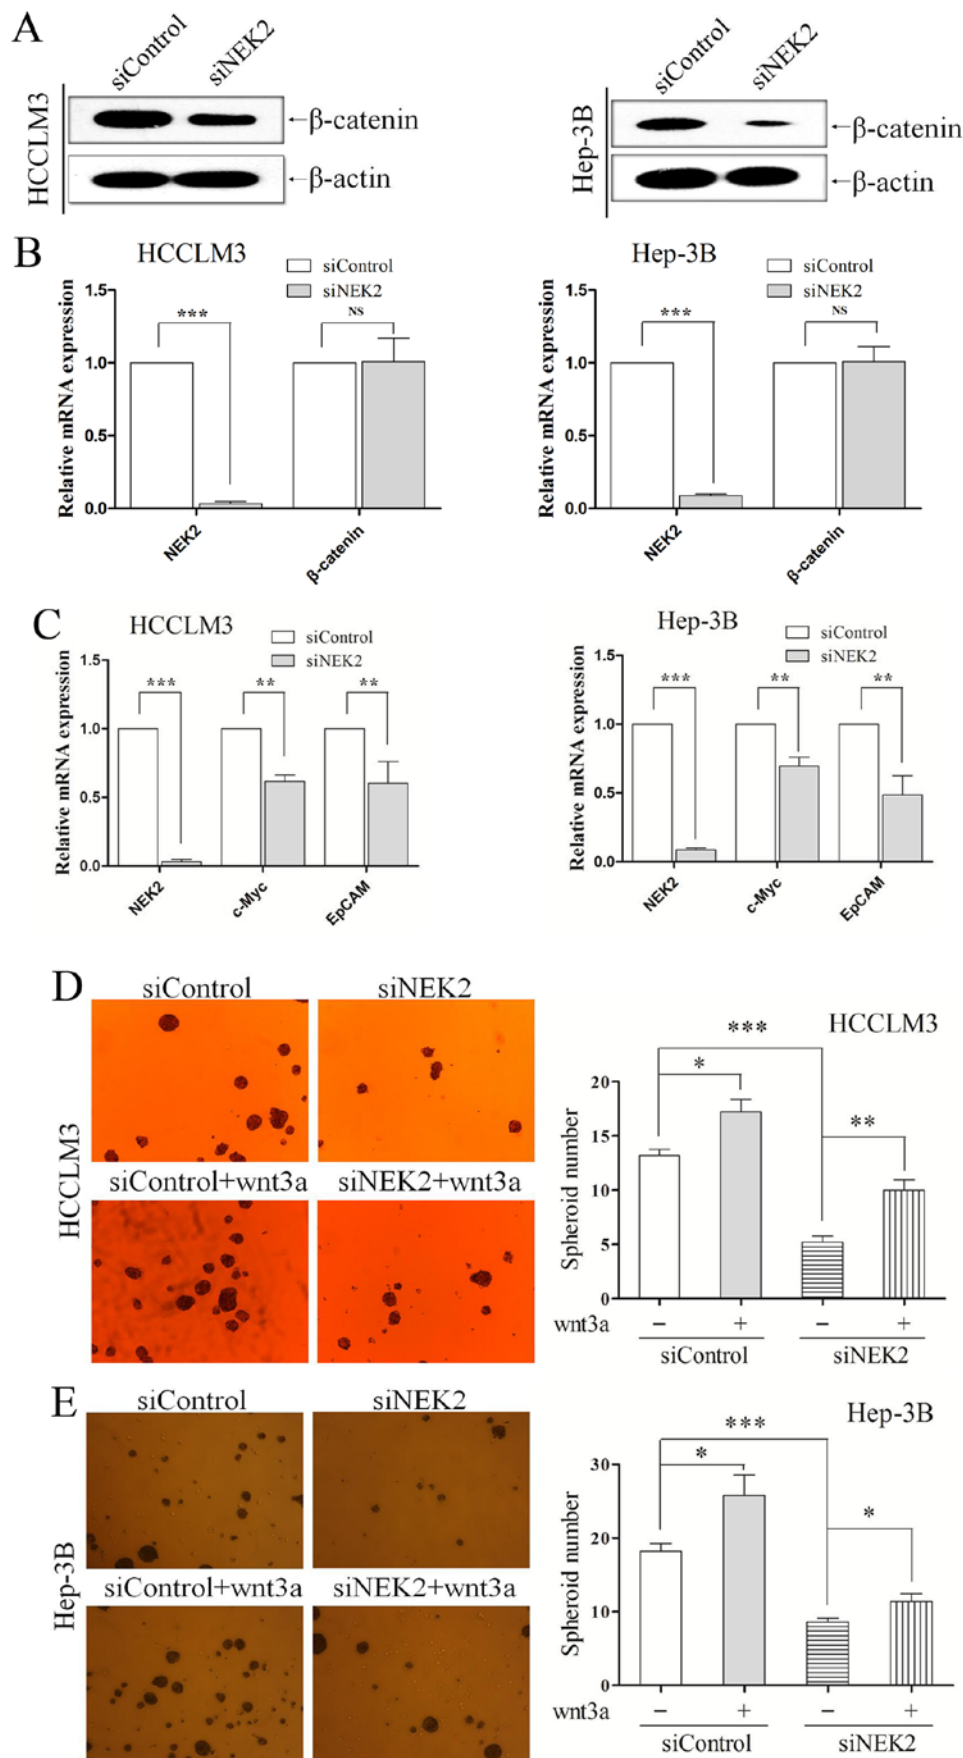 A
siControl
siNEK2
HCCLM3
←β-catenin
←β-actin
siControl
siNEK2
Hep-3B
←β-catenin
←β-actin
B
HCCLM3
siControl
siNEK2
Relative mRNA expression
1.5
1.0
0.5
0.0
***
NS
NEK2
β-catenin
Hep-3B
siControl
siNEK2
Relative mRNA expression
1.5
1.0
0.5
0.0
***
NS
NEK2
β-catenin
C
HCCLM3
siControl
siNEK2
Relative mRNA expression
1.5
1.0
0.5
0.0
***
**
**
NEK2
c-Myc
EpCAM
Hep-3B
siControl
siNEK2
Relative mRNA expression
1.5
1.0
0.5
0.0
***
**
**
NEK2
c-Myc
EpCAM
D
siControl
siNEK2
HCCLM3
siControl+wnt3a
siNEK2+wnt3a
HCCLM3
***
*
**
Spheroid number
20
15
10
5
0
wnt3a − + − +
siControl siNEK2
E
siControl
siNEK2
Hep-3B
siControl+wnt3a
siNEK2+wnt3a
Hep-3B
***
*
*
Spheroid number
30
20
10
0
wnt3a − + − +
siControl siNEK2